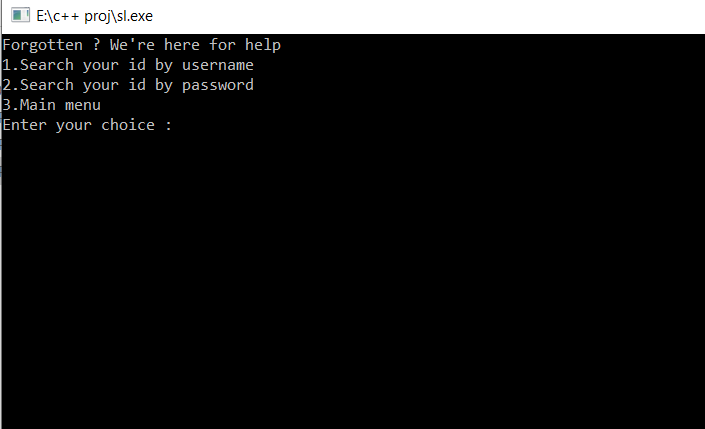 E:\c++ proj\sl.exe
Forgotten ? We're here for help
1.Search your id by username
2.Search your id by password
3.Main menu
Enter your choice :